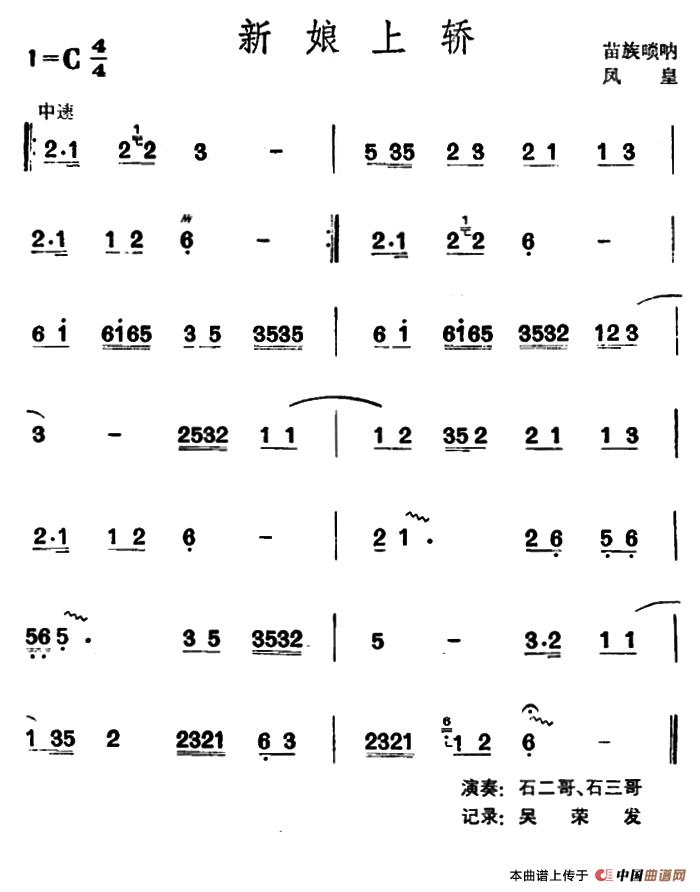 新娘上轿
1=C 4/4
苗族唢呐
凤 皇
中速
2·1 2 1 2 3 - | 5 35 2 3 2 1 1 3 |
2·1 1 2 6 - :| 2·1 2 1 2 6 - |
6 i 6i65 3 5 3535 | 6 i 6i65 3532 12 3 |
3 - 2532 1 1 | 1 2 35 2 2 1 1 3 |
2·1 1 2 6 - | 2 1 · 2 6 5 6 |
56 5 · 3 5 3532 | 5 - 3·2 1 1 |
1 35 2 2321 6 3 | 2321 6 1 2 6 - ‖
演奏: 石二哥、石三哥
记录: 吴 荣 发
本曲谱上传于 中国曲谱网